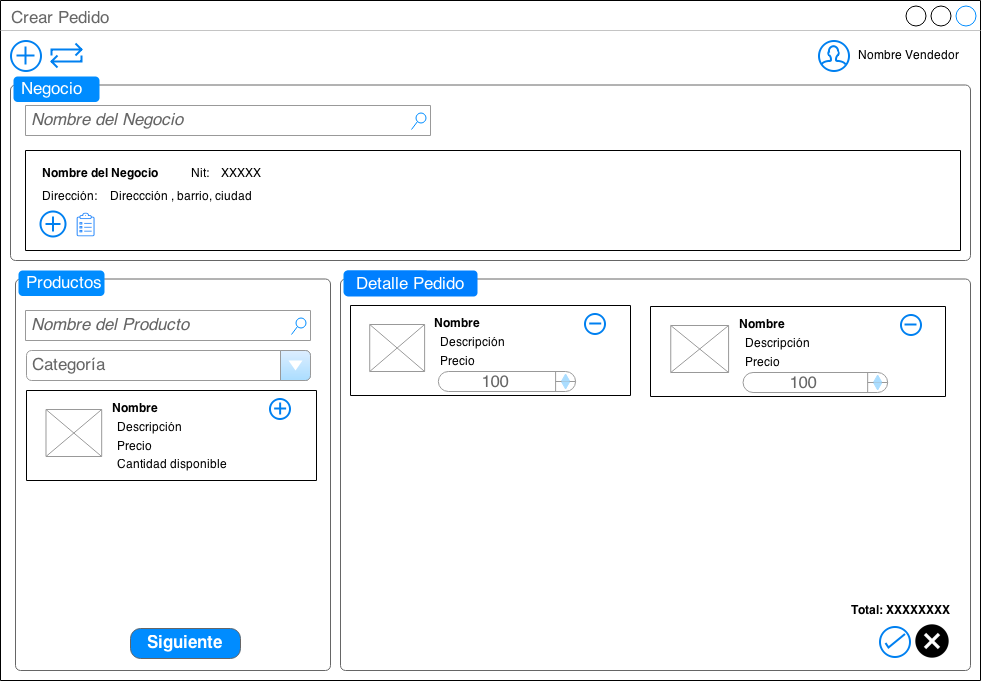 Crear Pedido
Nombre Vendedor
Negocio
Nombre del Negocio
Nombre del Negocio Nit: XXXXX
Dirección: Direccción , barrio, ciudad
Productos
Nombre del Producto
Categoría
Nombre
Descripción
Precio
Cantidad disponible
Siguiente
Detalle Pedido
Nombre
Descripción
Precio
100
Nombre
Descripción
Precio
100
Total: XXXXXXXX